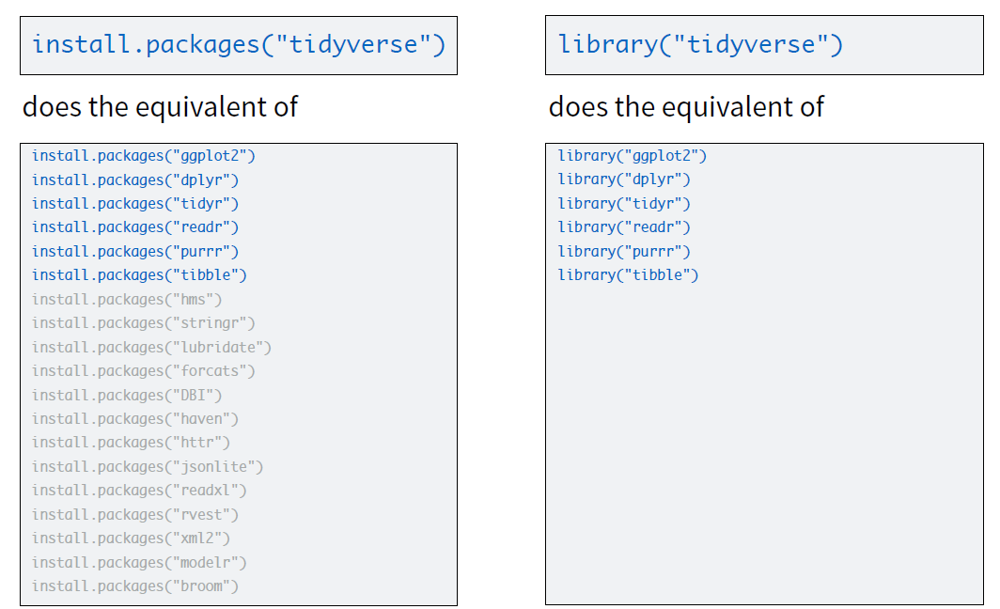 install.packages("tidyverse")
does the equivalent of
install.packages("ggplot2")
install.packages("dplyr")
install.packages("tidyr")
install.packages("readr")
install.packages("purrr")
install.packages("tibble")
install.packages("hms")
install.packages("stringr")
install.packages("lubridate")
install.packages("forcats")
install.packages("DBI")
install.packages("haven")
install.packages("httr")
install.packages("jsonlite")
install.packages("readxl")
install.packages("rvest")
install.packages("xml2")
install.packages("modelr")
install.packages("broom")
library("tidyverse")
does the equivalent of
library("ggplot2")
library("dplyr")
library("tidyr")
library("readr")
library("purrr")
library("tibble")